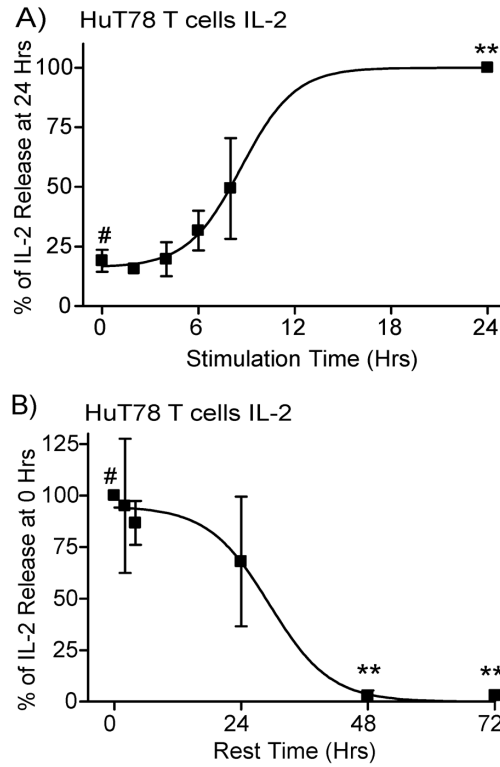 A)
HuT78 T cells IL-2
% of IL-2 Release at 24 Hrs
100
75
50
25
0
#
**
0 6 12 18 24
Stimulation Time (Hrs)
B)
HuT78 T cells IL-2
% of IL-2 Release at 0 Hrs
125
100
75
50
25
0
#
**
**
0 24 48 72
Rest Time (Hrs)